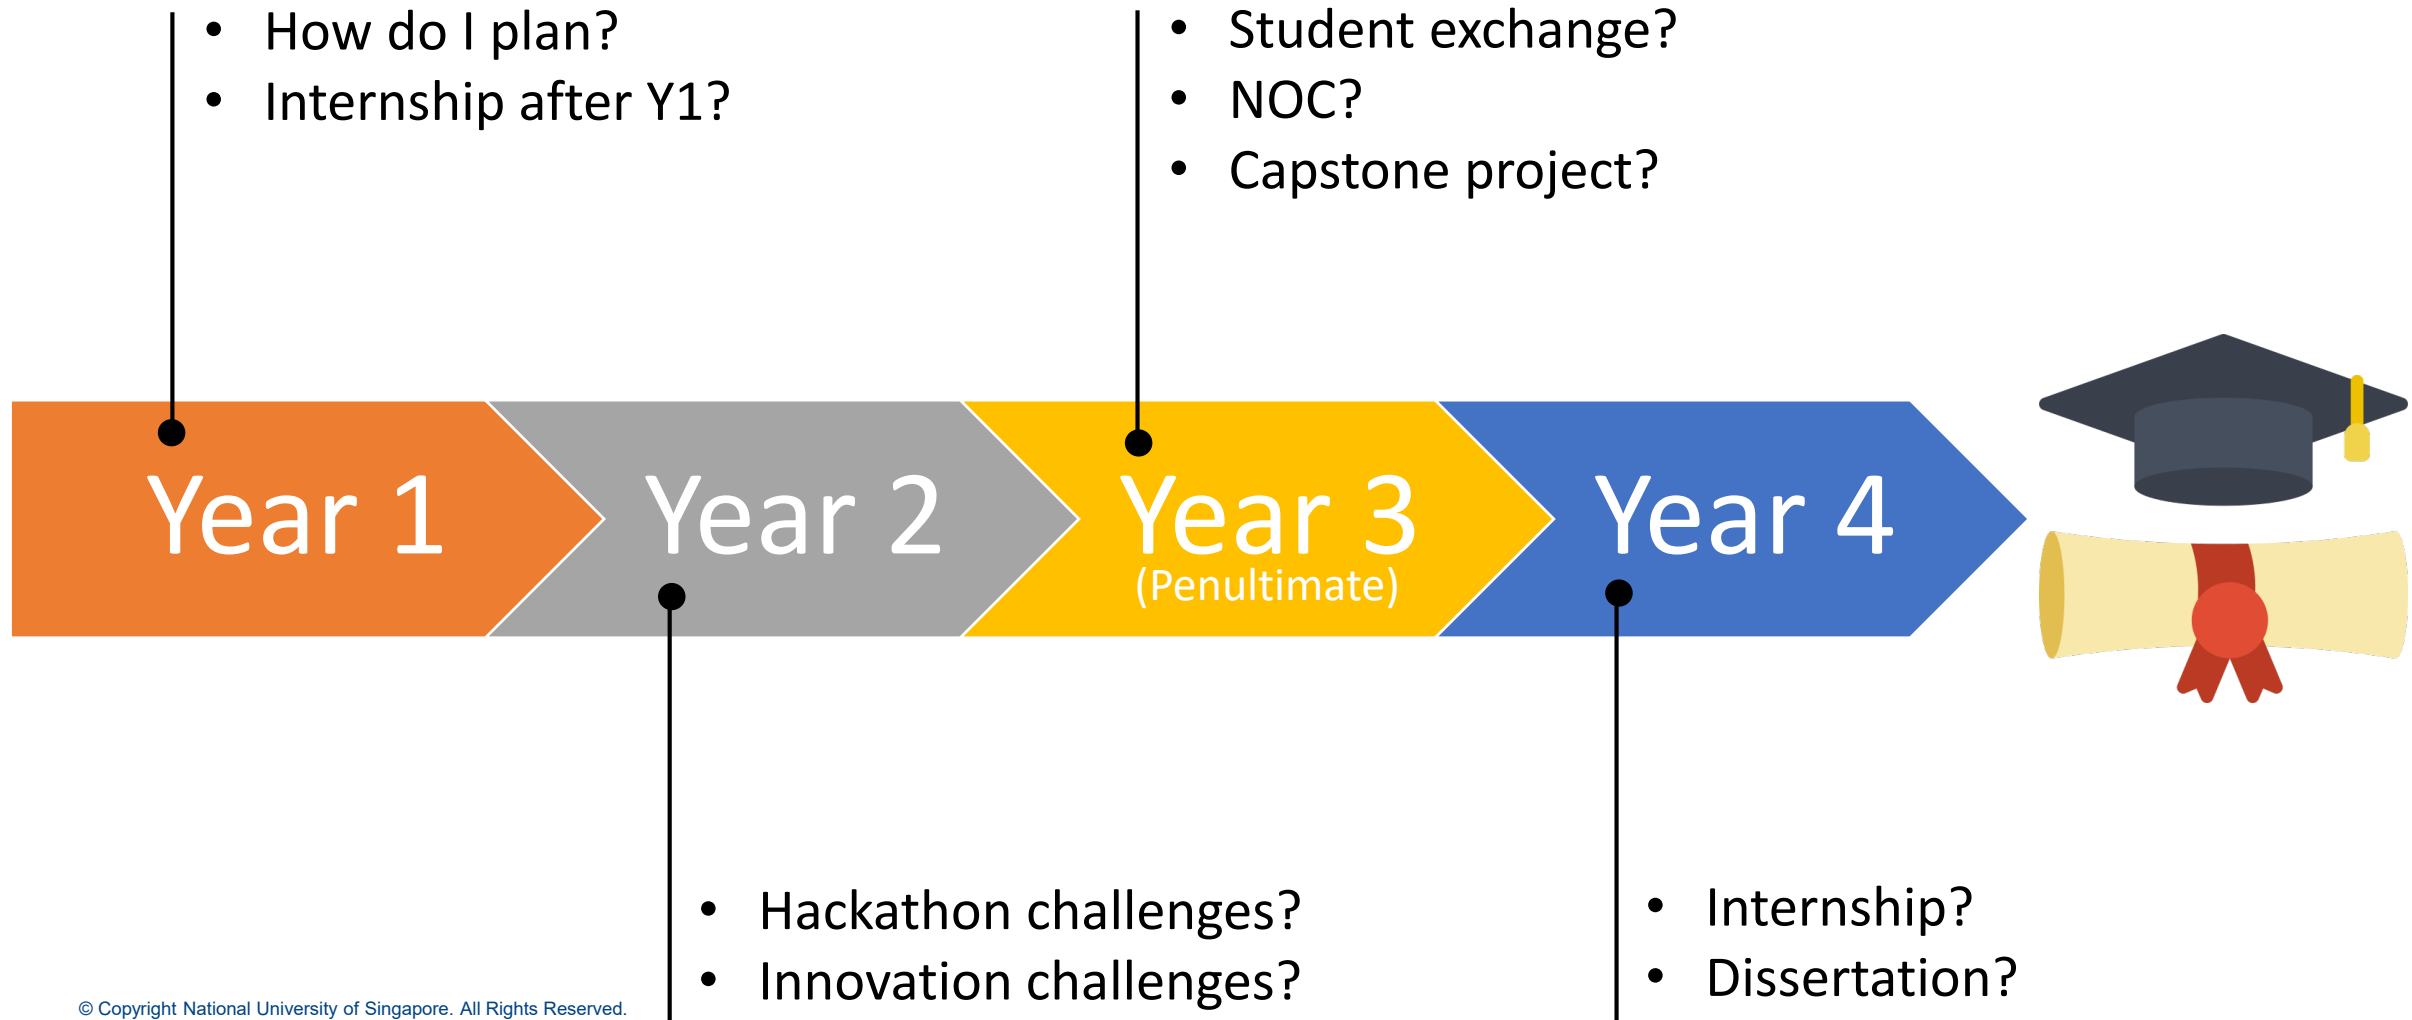 • How do I plan?
• Internship after Y1?
• Student exchange?
• NOC?
• Capstone project?
Year 1
Year 2
Year 3
(Penultimate)
Year 4
• Hackathon challenges?
• Innovation challenges?
• Internship?
• Dissertation?
© Copyright National University of Singapore. All Rights Reserved.